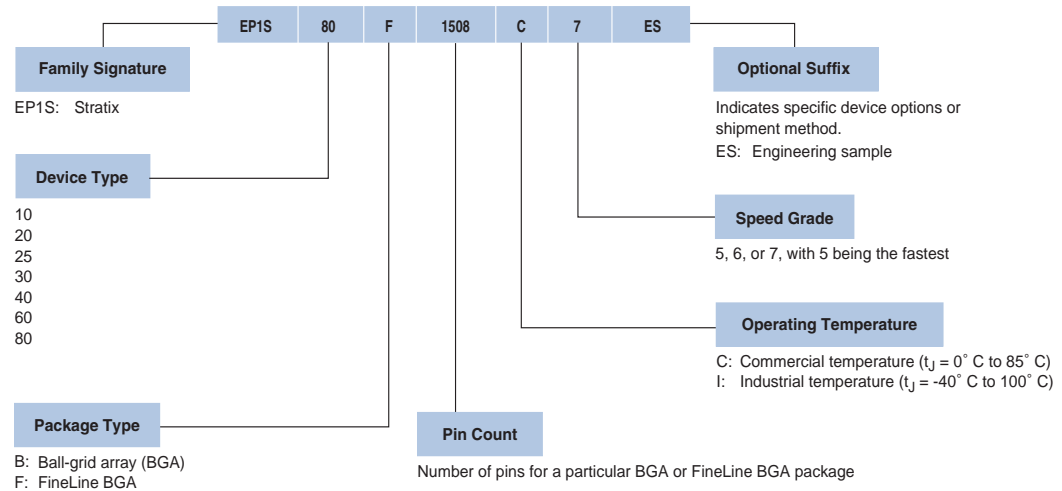 EP1S 80 F 1508 C 7 ES
Family Signature
EP1S: Stratix
Device Type
10
20
25
30
40
60
80
Package Type
B: Ball-grid array (BGA)
F: FineLine BGA
Pin Count
Number of pins for a particular BGA or FineLine BGA package
Optional Suffix
Indicates specific device options or
shipment method.
ES: Engineering sample
Speed Grade
5, 6, or 7, with 5 being the fastest
Operating Temperature
C: Commercial temperature (tJ = 0° C to 85° C)
I: Industrial temperature (tJ = -40° C to 100° C)